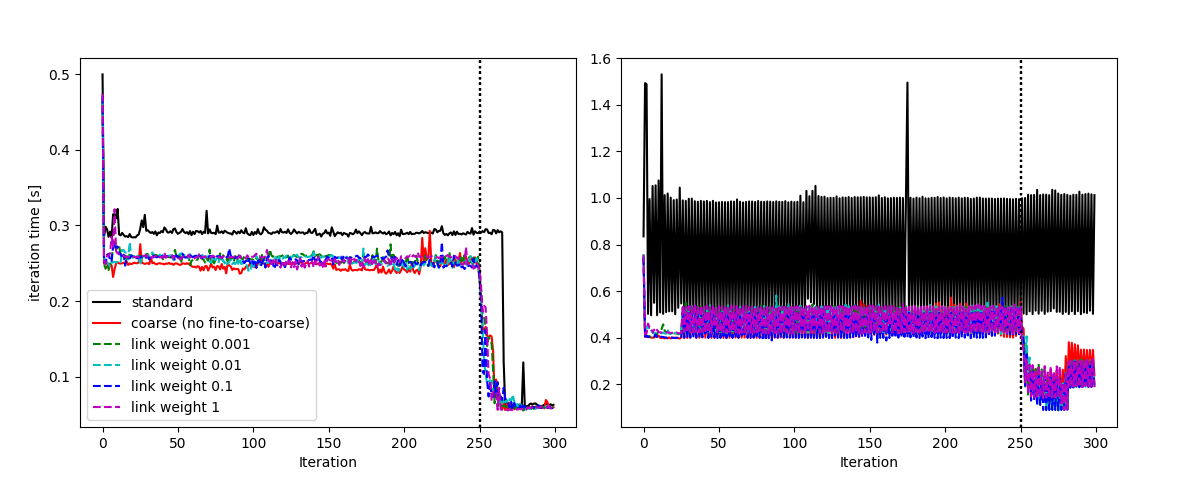 0.5
0.4
0.3
0.2
0.1
iteration time [s]
standard
coarse (no fine-to-coarse)
link weight 0.001
link weight 0.01
link weight 0.1
link weight 1
0 50 100 150 200 250 300
Iteration
1.6
1.4
1.2
1.0
0.8
0.6
0.4
0.2
0 50 100 150 200 250 300
Iteration